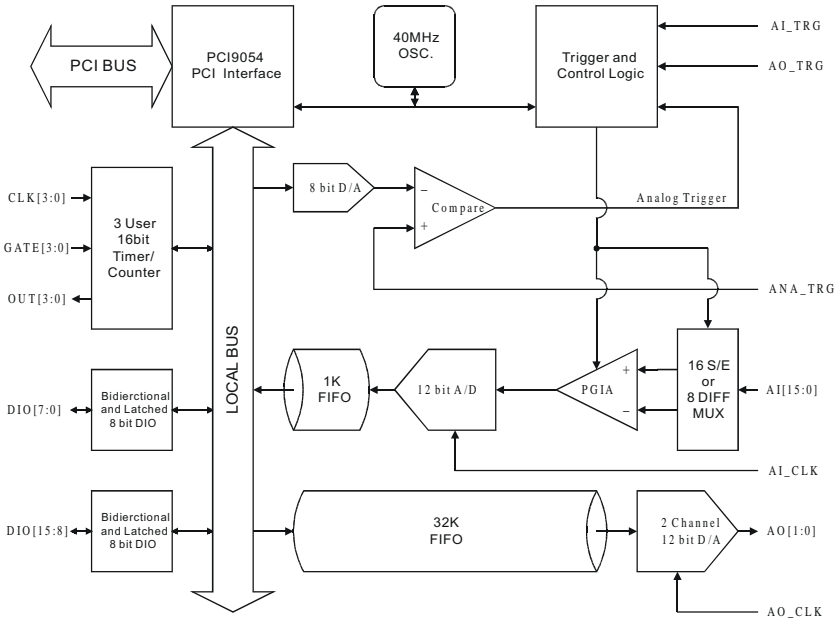 PCI BUS
PCI9054
PCI Interface
40MHz
OSC.
Trigger and
Control Logic
AI_TRG
AO_TRG
CLK[3:0]
GATE[3:0]
OUT[3:0]
3 User
16bit
Timer/
Counter
8 bit D/A
–
Compare
+
Analog Trigger
ANA_TRG
LOCAL BUS
1K
FIFO
12 bit A/D
PGIA
+
–
16 S/E
or
8 DIFF
MUX
AI[15:0]
AI_CLK
DIO[7:0]
Bidierctional
and Latched
8 bit DIO
DIO[15:8]
Bidierctional
and Latched
8 bit DIO
32K
FIFO
2 Channel
12 bit D/A
AO[1:0]
AO_CLK